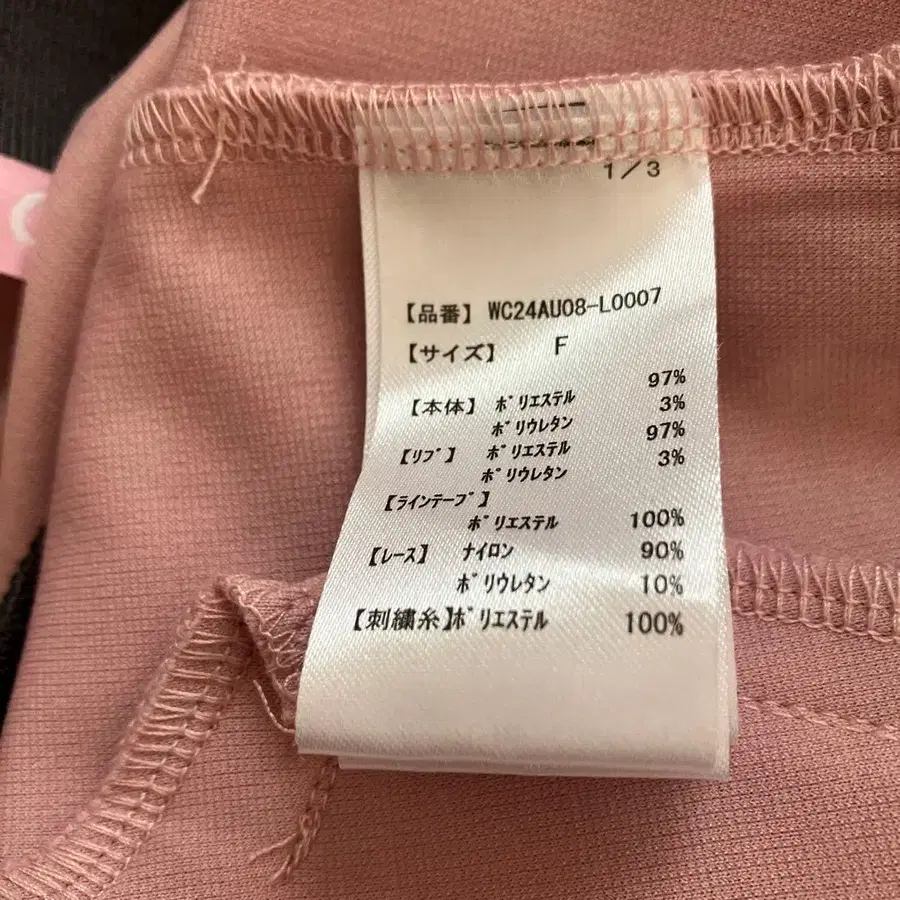 1/3
【品番】 WC24AU08-L0007
【サイズ】 F
97%
【本体】 ポリエステル 3%
ポリウレタン 97%
【リブ】 ポリエステル 3%
ポリウレタン
【ラインテープ】
ポリエステル 100%
【レース】 ナイロン 90%
ポリウレタン 10%
【刺繍糸】ポリエステル 100%